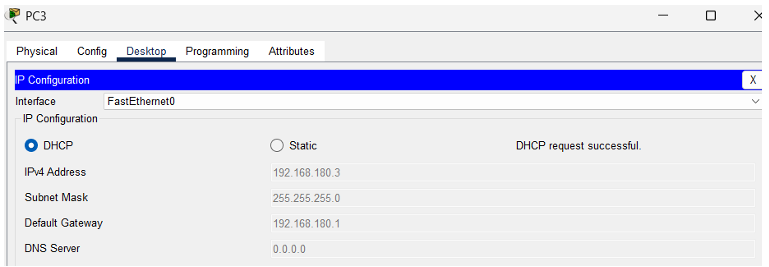 PC3
Physical Config Desktop Programming Attributes
IP Configuration X
Interface FastEthernet0
IP Configuration
DHCP Static DHCP request successful.
IPv4 Address 192.168.180.3
Subnet Mask 255.255.255.0
Default Gateway 192.168.180.1
DNS Server 0.0.0.0